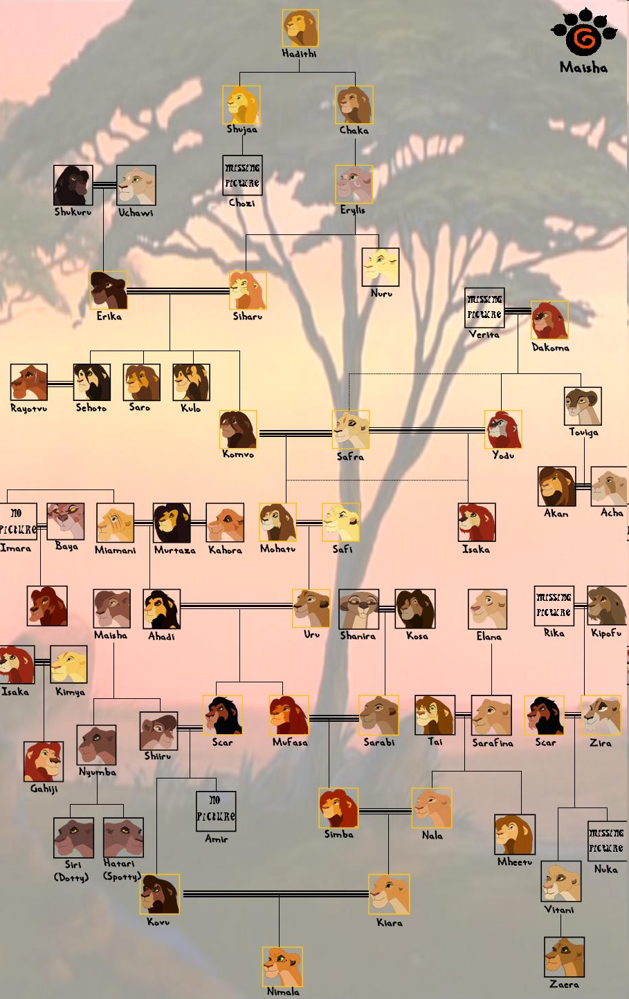 Hadithi
Maisha
Shujaa
Chaka
missing
picture
Chozi
Erylis
Shukuru
Uchawi
Nuru
Erika
Siharu
missing
picture
Verita
Dakoma
Rayotvu
Sehoto
Saro
Kulo
Touiga
Komvo
Safra
Yodu
Akan
Acha
no
picture
Imara
Baya
Miamani
Murtaza
Kahora
Mohatu
Safi
Isaka
Maisha
Ahadi
Uru
Shanira
Kosa
Elana
missing
picture
Rika
Kipofu
Isaka
Kimya
Scar
Mufasa
Sarabi
Tai
Sarafina
Scar
Zira
Gahiji
Nyumba
Shiiru
no
picture
Amir
Simba
Nala
Mheetu
missing
picture
Nuka
Siri
(Dotty)
Hatari
(Spotty)
Kovu
Kiara
Vitani
Nimala
Zaera